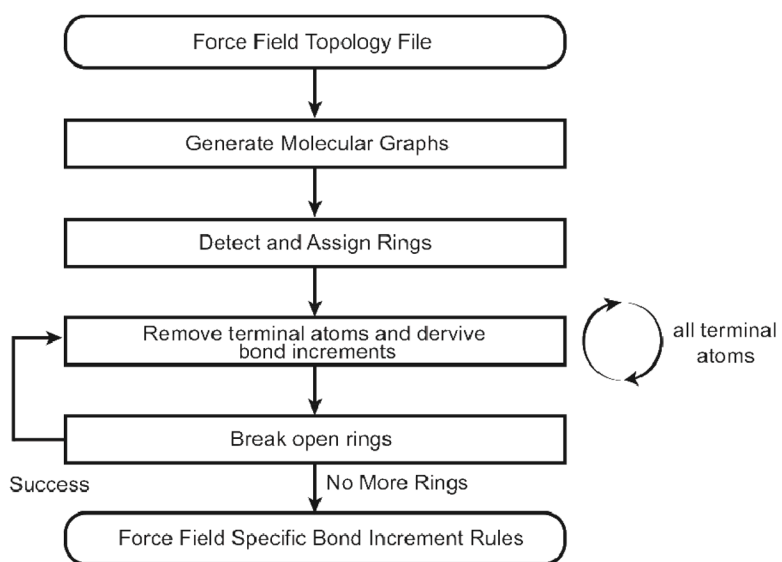 Force Field Topology File
Generate Molecular Graphs
Detect and Assign Rings
Remove terminal atoms and dervive
bond increments
all terminal
atoms
Break open rings
Success
No More Rings
Force Field Specific Bond Increment Rules